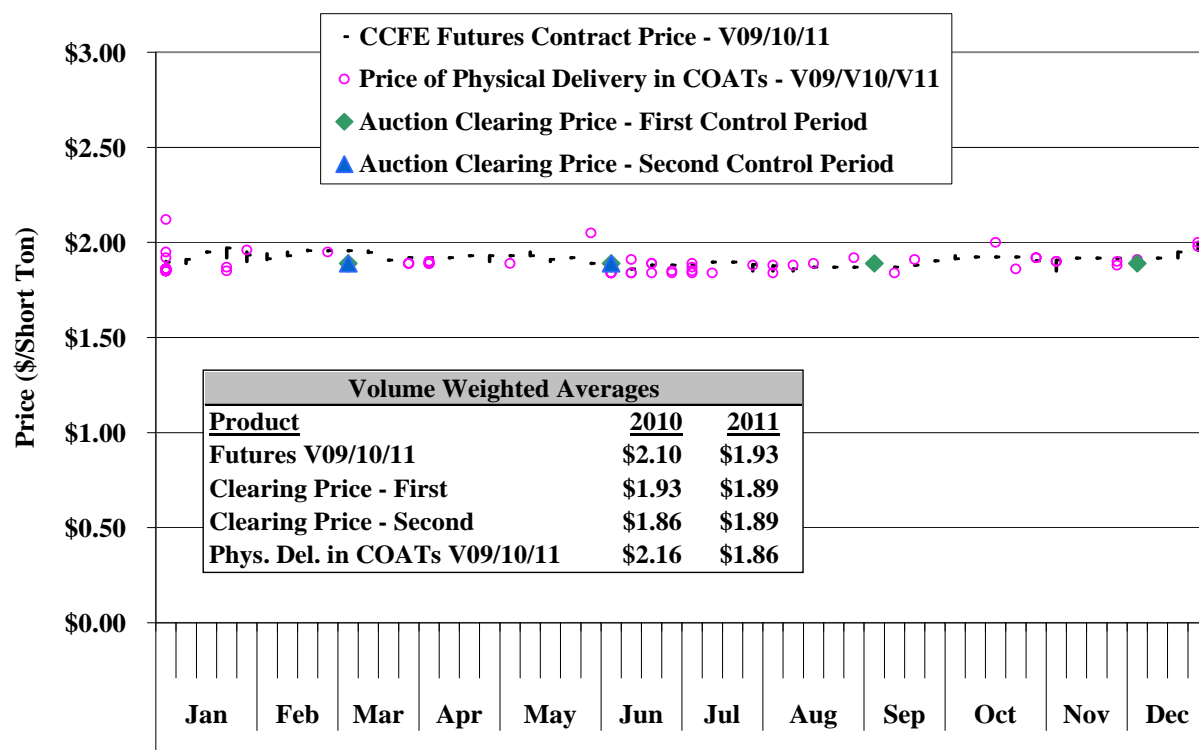 CCFE Futures Contract Price - V09/10/11
Price of Physical Delivery in COATs - V09/V10/V11
Auction Clearing Price - First Control Period
Auction Clearing Price - Second Control Period
Price ($/Short Ton)
$3.00
$2.50
$2.00
$1.50
$1.00
$0.50
$0.00
Volume Weighted Averages
Product 2010 2011
Futures V09/10/11 $2.10 $1.93
Clearing Price - First $1.93 $1.89
Clearing Price - Second $1.86 $1.89
Phys. Del. in COATs V09/10/11 $2.16 $1.86
Jan Feb Mar Apr May Jun Jul Aug Sep Oct Nov Dec